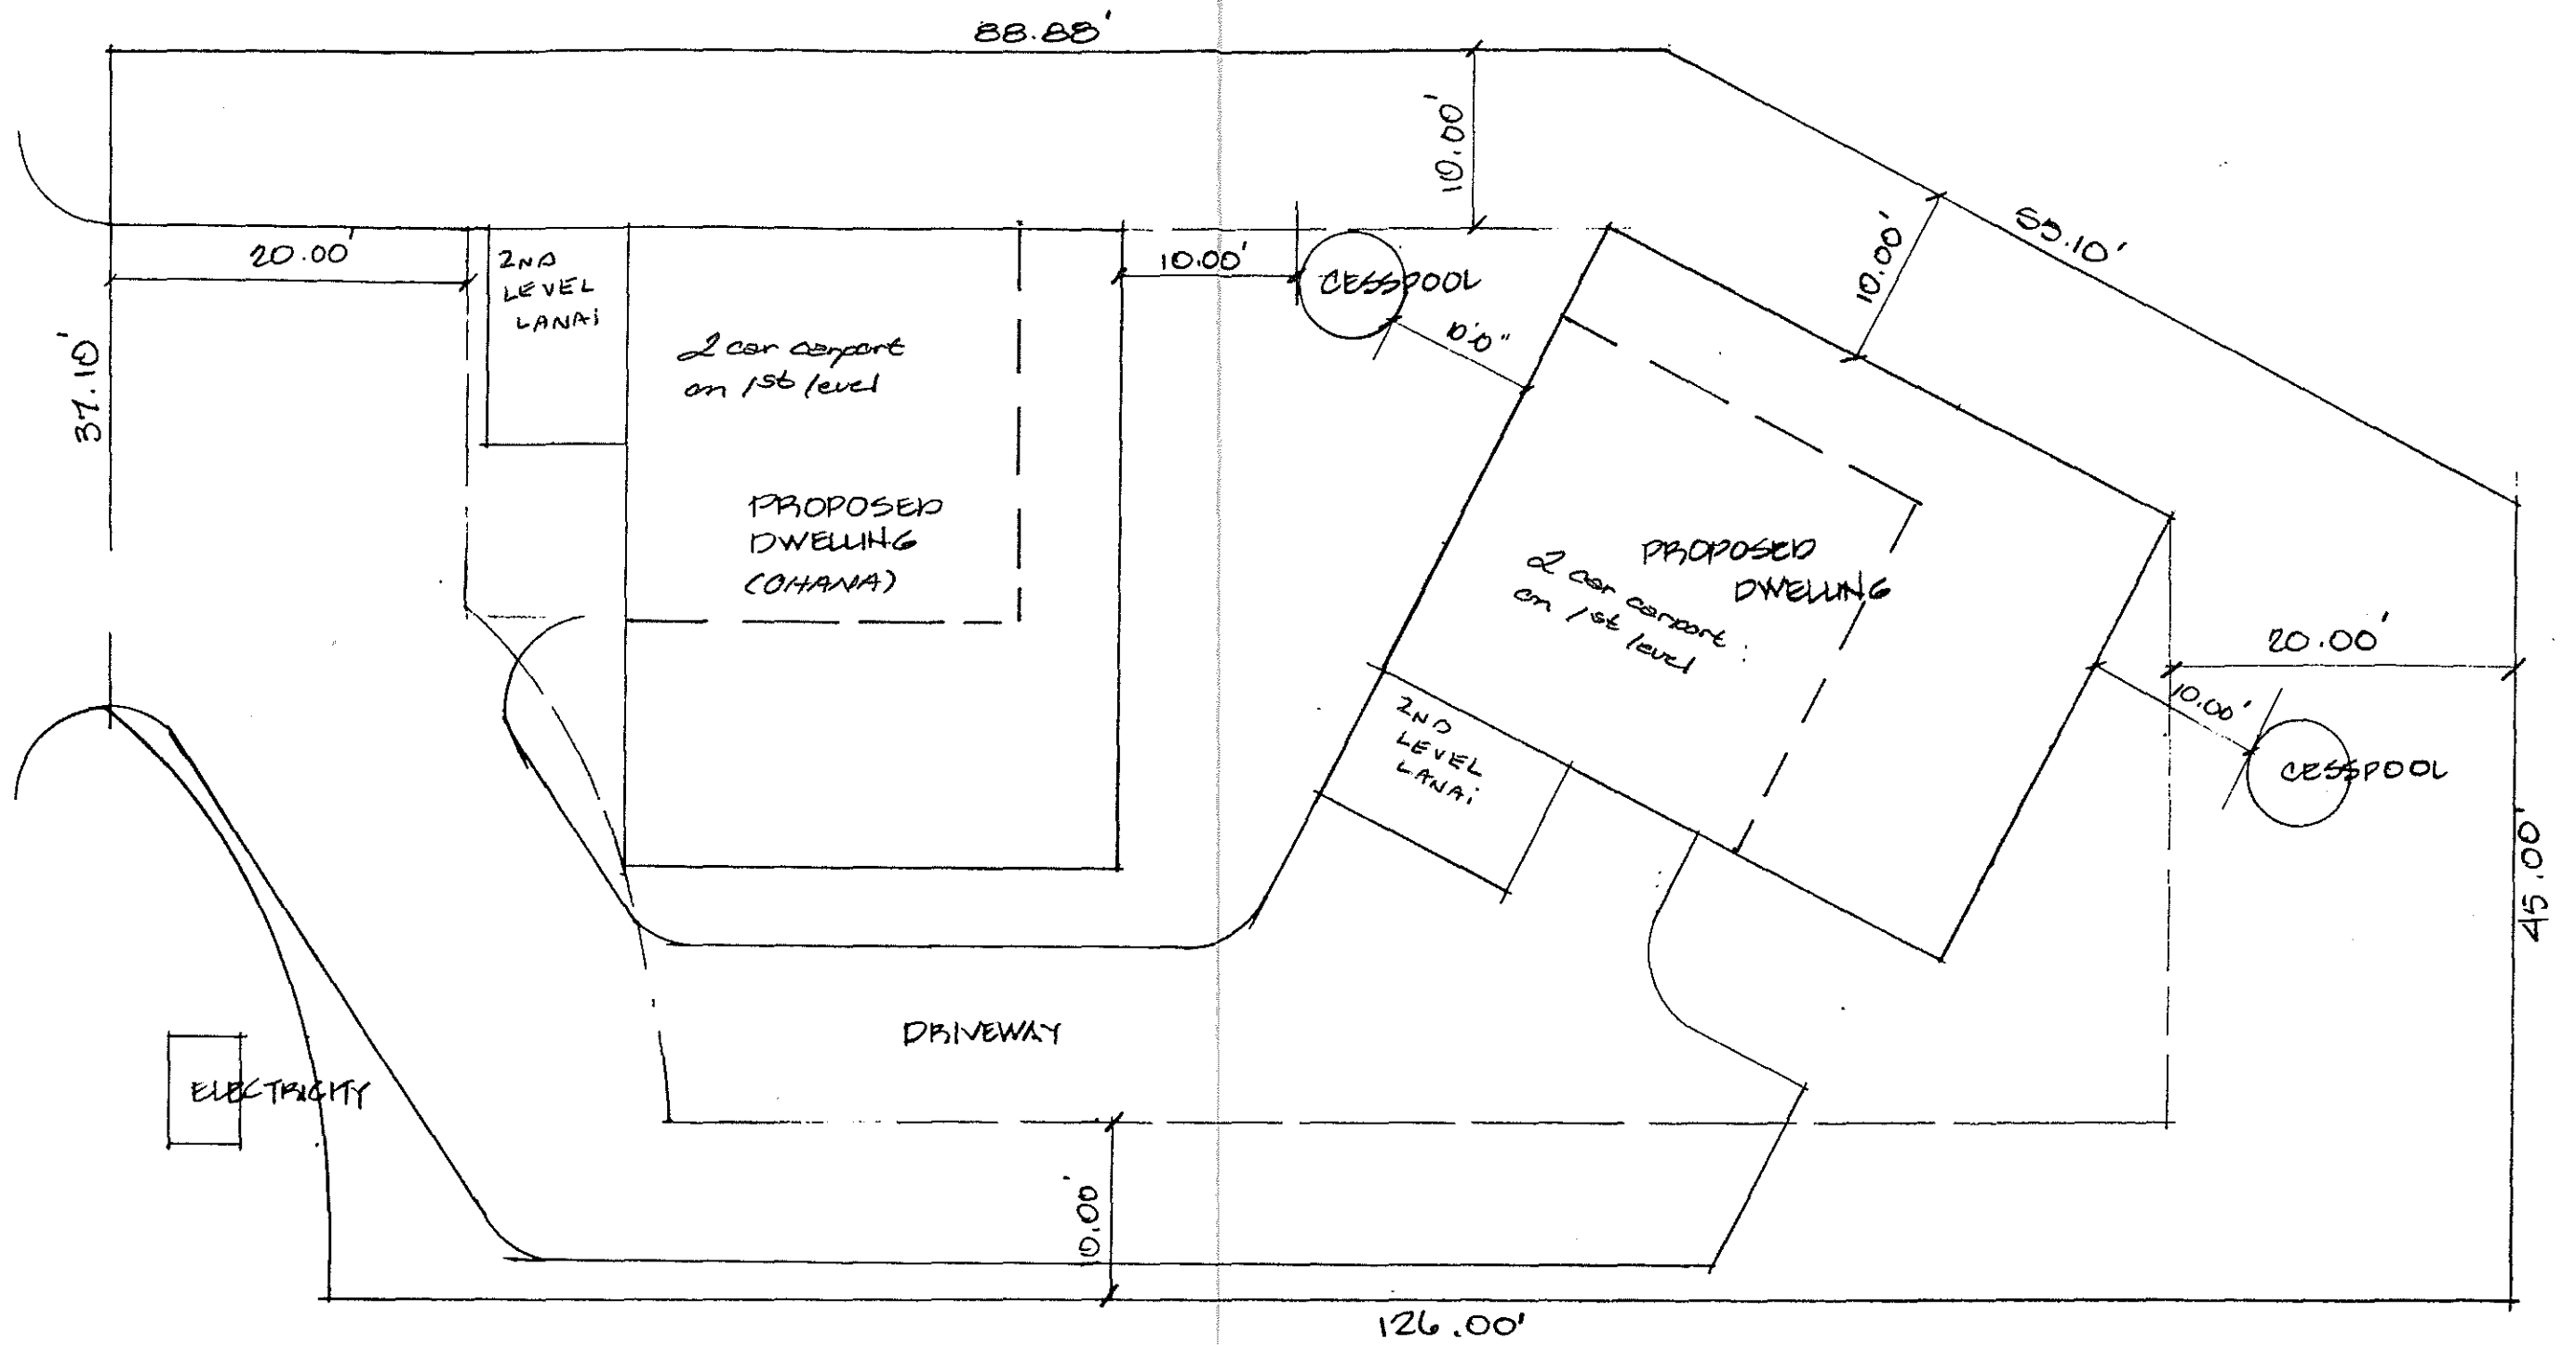 88.88'
10.00'
55.10'
10.00'
20.00'
2ND
LEVEL
LANAi
10.00'
CESSPOOL
10'0"
37.10'
2 car carport
on 1st level
PROPOSED
DWELLING
(OHANA)
PROPOSED
DWELLING
2 car carport
on 1st level
20.00'
10.00'
CESSPOOL
2ND
LEVEL
LANAi
45.00'
DRIVEWAY
ELECTRICITY
10.00'
126.00'